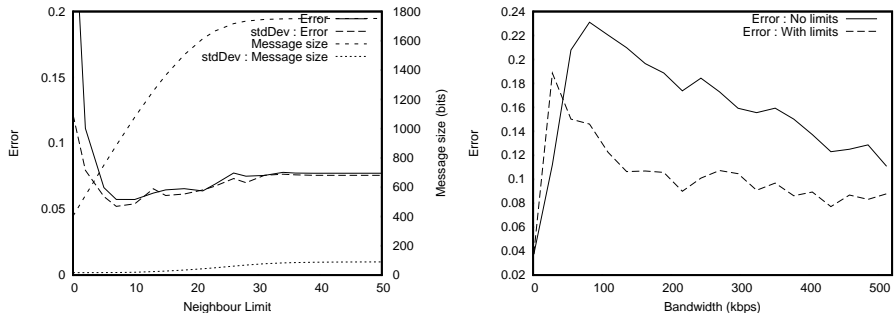 0.2
0.15
0.1
0.05
0
Error
1800
1600
1400
1200
1000
800
600
400
200
0
Message size (bits)
0 10 20 30 40 50
Neighbour Limit
Error
stdDev : Error
Message size
stdDev : Message size
0.24
0.22
0.2
0.18
0.16
0.14
0.12
0.1
0.08
0.06
0.04
0.02
Error
0 100 200 300 400 500
Bandwidth (kbps)
Error : No limits
Error : With limits